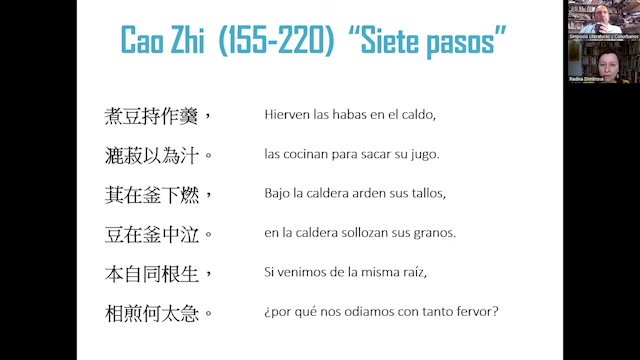 Cao Zhi (155-220) “Siete pasos”
煮豆持作羹，
Hierven las habas en el caldo,
漉菽以為汁。
las cocinan para sacar su jugo.
萁在釜下燃，
Bajo la caldera arden sus tallos,
豆在釜中泣。
en la caldera sollozan sus granos.
本自同根生，
Si venimos de la misma raíz,
相煎何太急。
¿por qué nos odiamos con tanto fervor?
Simposio Literaturas y Conurbanos
Radina Dimitrova